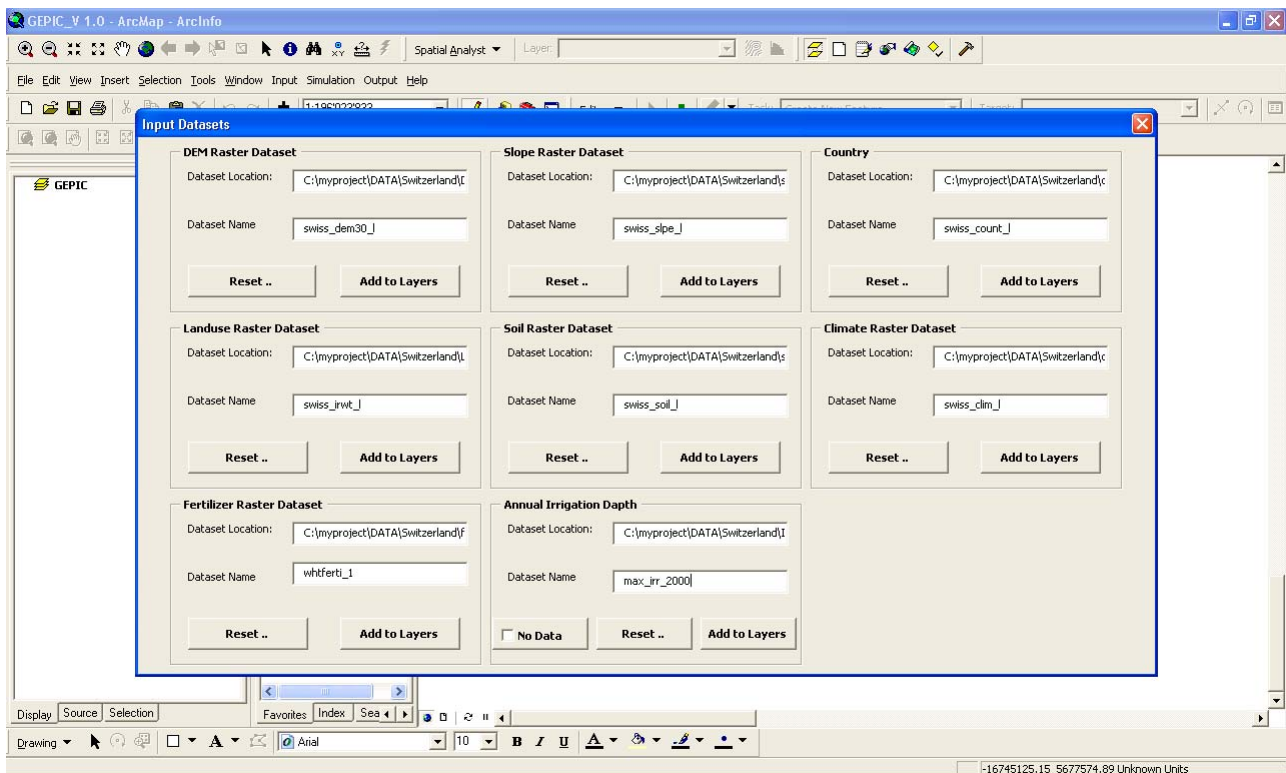 GEPIC_V 1.0 - ArcMap - ArcInfo
Spatial Analyst Layer:
File Edit View Insert Selection Tools Window Input Simulation Output Help
Input Datasets
GEPIC
DEM Raster Dataset
Dataset Location: C:\myproject\DATA\Switzerland\D
Dataset Name swiss_dem30_l
Reset .. Add to Layers
Slope Raster Dataset
Dataset Location: C:\myproject\DATA\Switzerland\s
Dataset Name swiss_slpe_l
Reset .. Add to Layers
Country
Dataset Location: C:\myproject\DATA\Switzerland\c
Dataset Name swiss_count_l
Reset .. Add to Layers
Landuse Raster Dataset
Dataset Location: C:\myproject\DATA\Switzerland\L
Dataset Name swiss_irwt_l
Reset .. Add to Layers
Soil Raster Dataset
Dataset Location: C:\myproject\DATA\Switzerland\s
Dataset Name swiss_soil_l
Reset .. Add to Layers
Climate Raster Dataset
Dataset Location: C:\myproject\DATA\Switzerland\c
Dataset Name swiss_clim_l
Reset .. Add to Layers
Fertilizer Raster Dataset
Dataset Location: C:\myproject\DATA\Switzerland\f
Dataset Name whtferti_1
Reset .. Add to Layers
Annual Irrigation Dapth
Dataset Location: C:\myproject\DATA\Switzerland\I
Dataset Name max_irr_2000
No Data Reset .. Add to Layers
Display Source Selection Favorites Index Sea
Drawing A Arial 10 B I U A
-16745125.15 5677574.89 Unknown Units